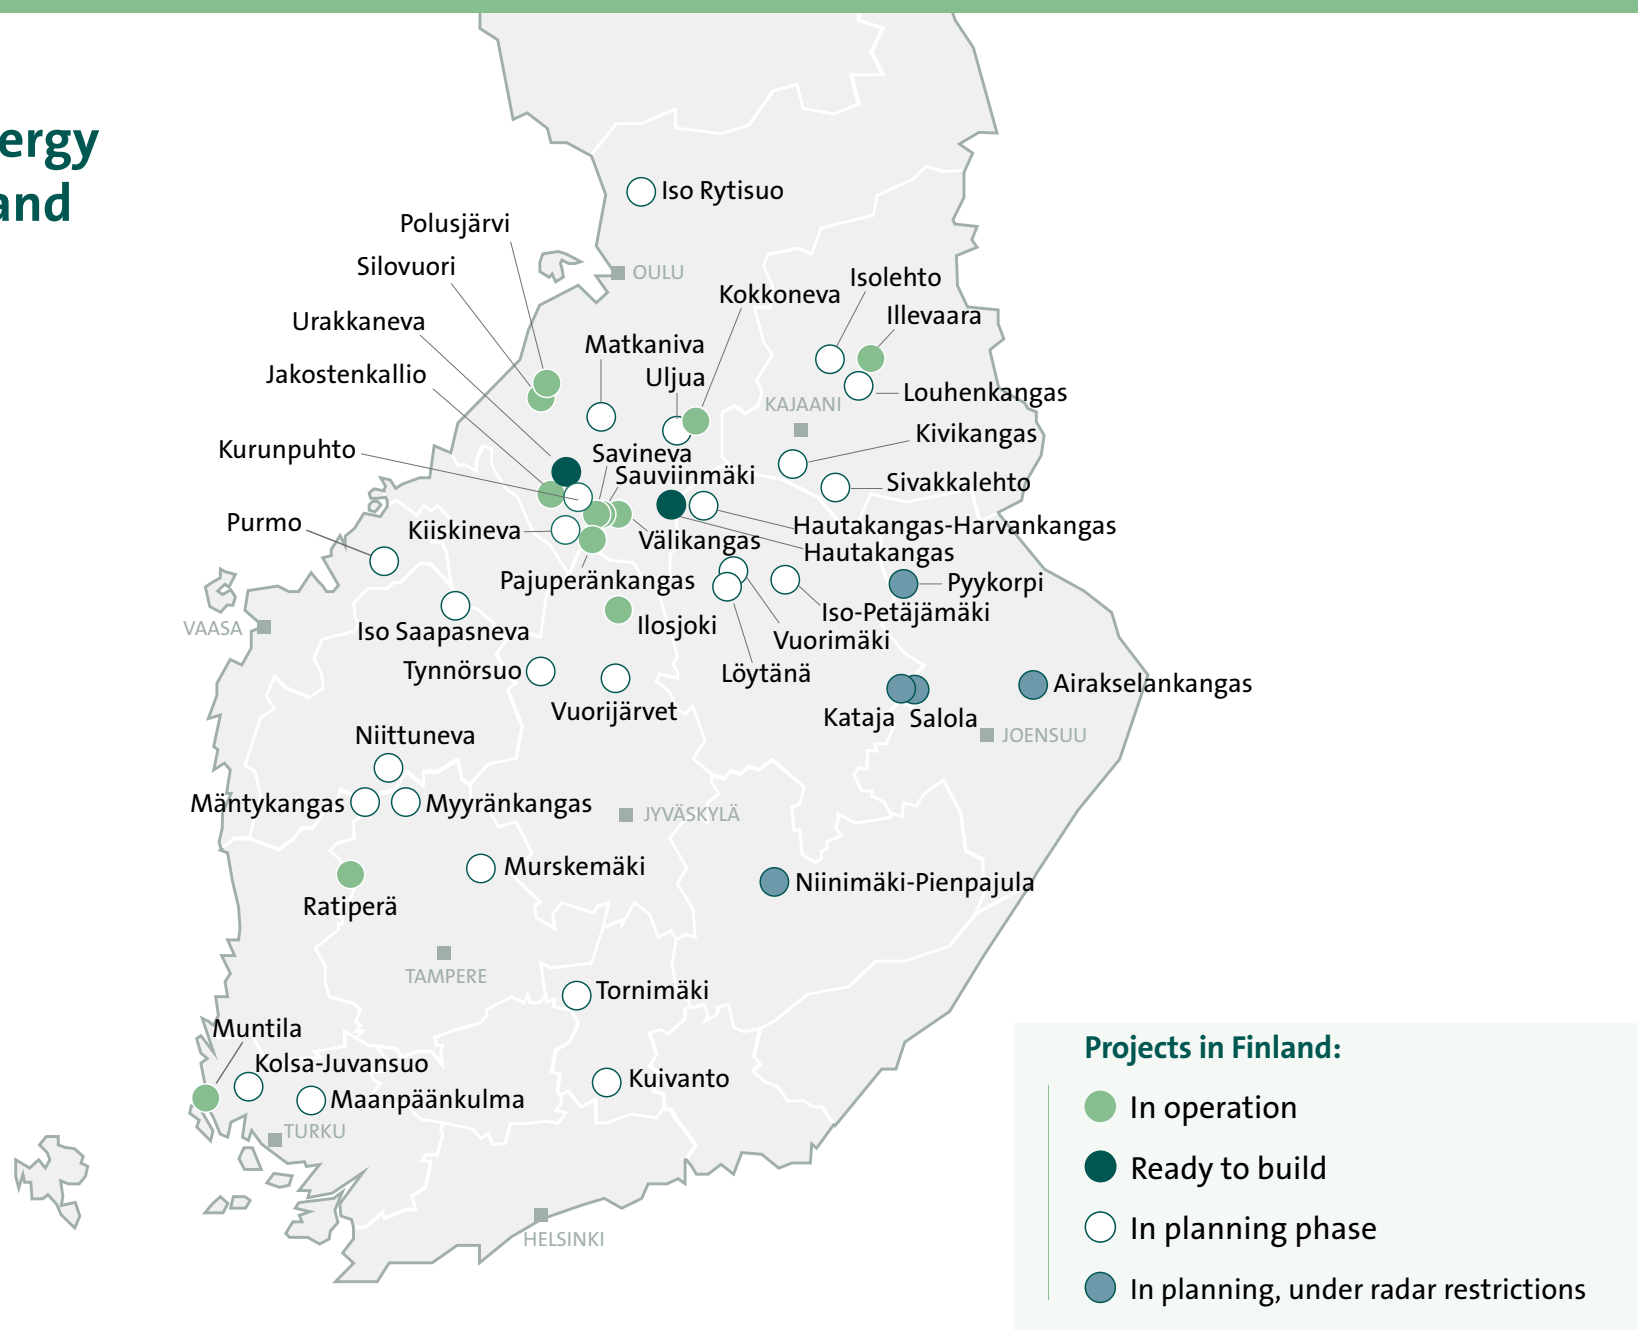 ergy
and
Iso Rytisuo
Polusjärvi
Silovuori
OULU
Isolehto
Kokkoneva
Illevaara
Urakkaneva
Matkaniva
Jakostenkallio
Uljua
Louhenkangas
KAJAANI
Kivikangas
Kurunpuhto
Savineva
Sauviinmäki
Sivakkalehto
Purmo
Kiiskineva
Hautakangas-Harvankangas
Välikangas
Hautakangas
Pajuperänkangas
Pyykorpi
Iso-Petäjämäki
VAASA
Iso Saapasneva
Ilosjoki
Vuorimäki
Tynnörsuo
Löytänä
Airakselankangas
Vuorijärvet
Kataja
Salola
JOENSUU
Niittuneva
Mäntykangas
Myyränkangas
JYVÄSKYLÄ
Murskemäki
Niinimäki-Pienpajula
Ratiperä
TAMPERE
Tornimäki
Muntila
Kolsa-Juvansuo
Kuivanto
Maanpäänkulma
TURKU
HELSINKI
Projects in Finland:
In operation
Ready to build
In planning phase
In planning, under radar restrictions